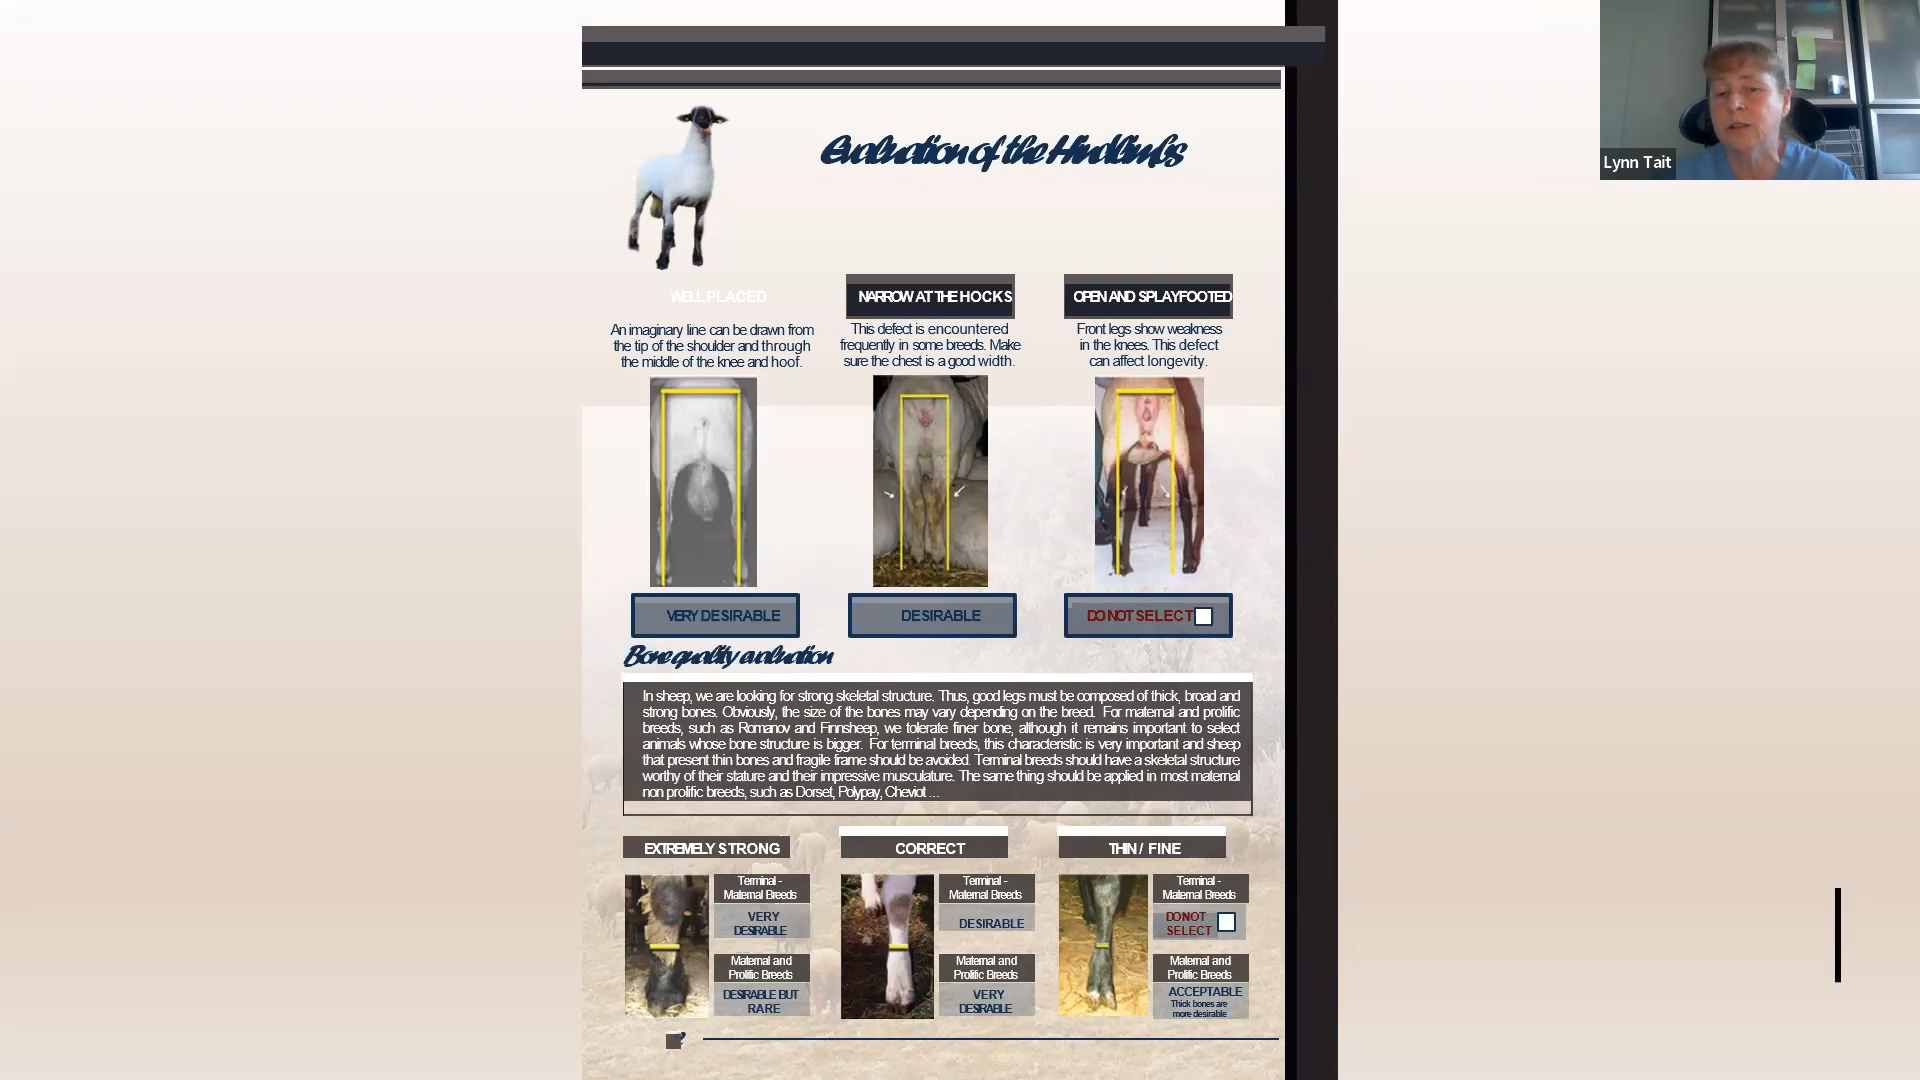 Lynn Tait
Evaluation of the Hindlimbs
WELL PLACED
An imaginary line can be drawn from
the tip of the shoulder and through
the middle of the knee and hoof.
NARROW AT THE HOCKS
This defect is encountered
frequently in some breeds. Make
sure the chest is a good width.
OPEN AND SPLAYFOOTED
Front legs show weakness
in the knees. This defect
can affect longevity.
VERY DESIRABLE
DESIRABLE
DO NOT SELECT
Bone quality evaluation
In sheep, we are looking for strong skeletal structure. Thus, good legs must be composed of thick, broad and
strong bones. Obviously, the size of the bones may vary depending on the breed. For maternal and prolific
breeds, such as Romanov and Finnsheep, we tolerate finer bone, although it remains important to select
animals whose bone structure is bigger. For terminal breeds, this characteristic is very important and sheep
that present thin bones and fragile frame should be avoided. Terminal breeds should have a skeletal structure
worthy of their stature and their impressive musculature. The same thing should be applied in most maternal
non prolific breeds, such as Dorset, Polypay, Cheviot ...
EXTREMELY STRONG
Terminal -
Maternal Breeds
VERY
DESIRABLE
Maternal and
Prolific Breeds
DESIRABLE BUT
RARE
CORRECT
Terminal -
Maternal Breeds
DESIRABLE
Maternal and
Prolific Breeds
VERY
DESIRABLE
THIN / FINE
Terminal -
Maternal Breeds
DO NOT
SELECT
Maternal and
Prolific Breeds
ACCEPTABLE
Thick bones are
more desirable